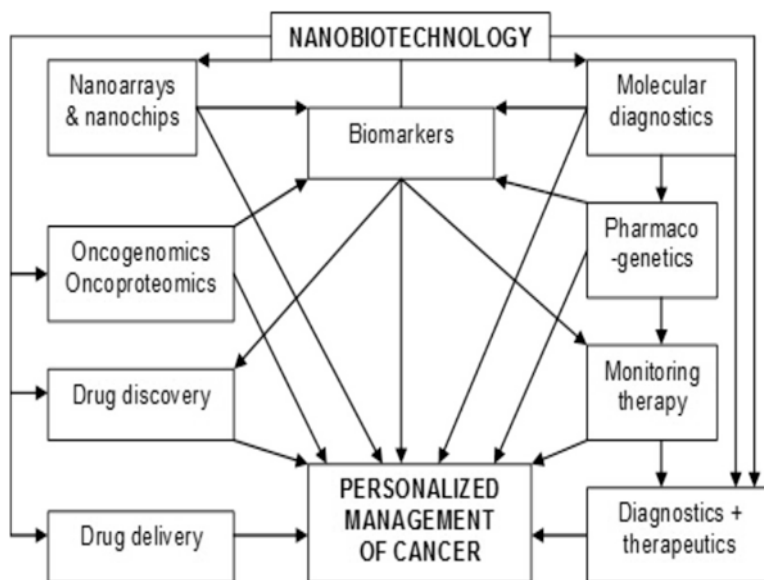 NANOBIOTECHNOLOGY
Nanoarrays
& nanochips
Biomarkers
Molecular
diagnostics
Oncogenomics
Oncoproteomics
Pharmaco
-genetics
Drug discovery
Monitoring
therapy
Drug delivery
PERSONALIZED
MANAGEMENT
OF CANCER
Diagnostics +
therapeutics